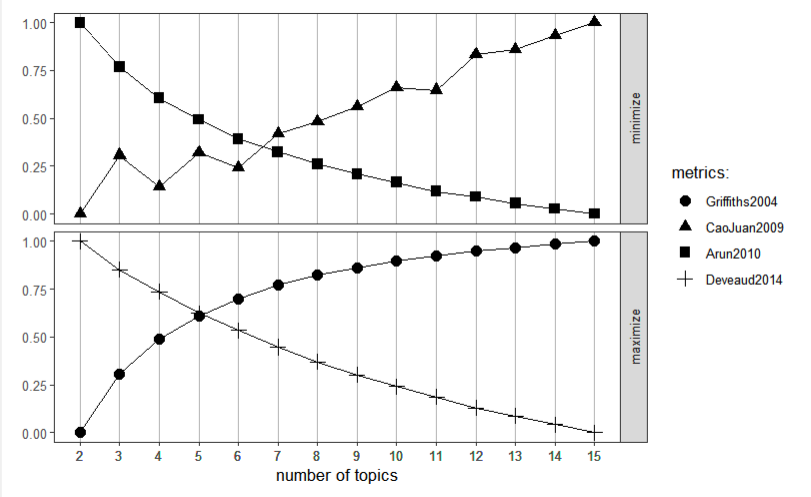 1.00
0.75
0.50
0.25
0.00
minimize
1.00
0.75
0.50
0.25
0.00
maximize
2 3 4 5 6 7 8 9 10 11 12 13 14 15
number of topics
metrics:
Griffiths2004
CaoJuan2009
Arun2010
Deveaud2014